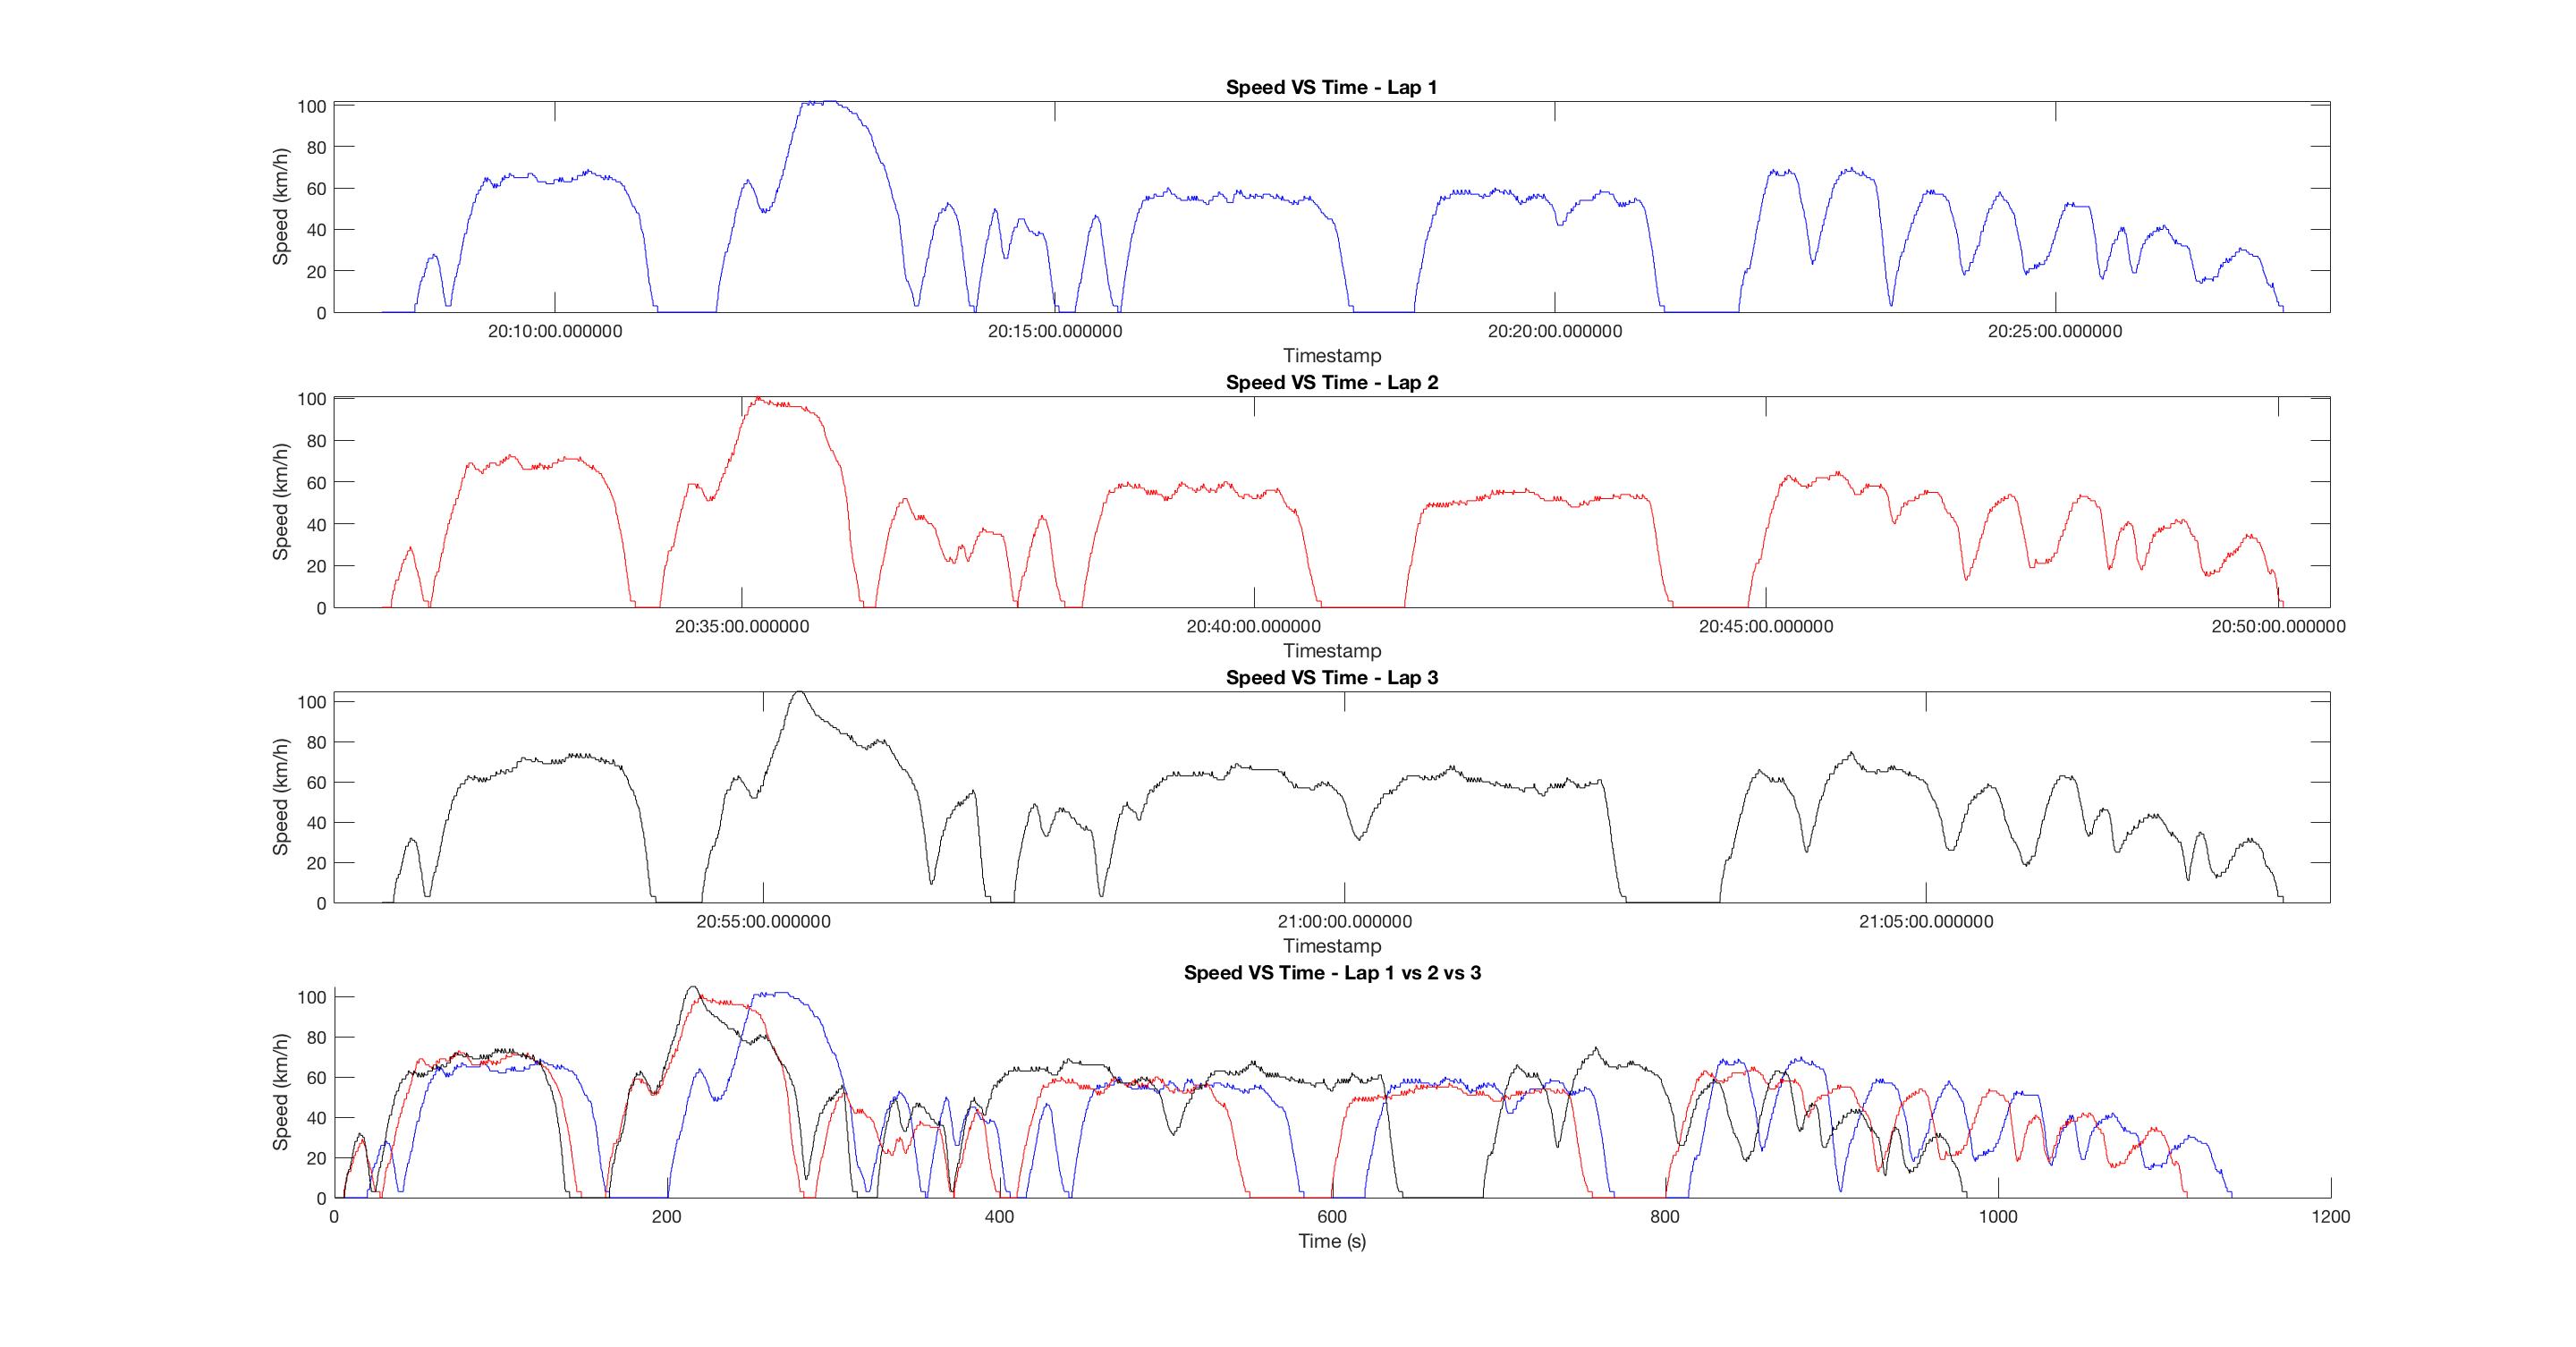 Speed VS Time - Lap 1
100
80
60
40
20
0
Speed (km/h)
20:10:00.000000 20:15:00.000000 20:20:00.000000 20:25:00.000000
Timestamp
Speed VS Time - Lap 2
100
80
60
40
20
0
Speed (km/h)
20:35:00.000000 20:40:00.000000 20:45:00.000000 20:50:00.000000
Timestamp
Speed VS Time - Lap 3
100
80
60
40
20
0
Speed (km/h)
20:55:00.000000 21:00:00.000000 21:05:00.000000
Timestamp
Speed VS Time - Lap 1 vs 2 vs 3
100
80
60
40
20
0
Speed (km/h)
0 200 400 600 800 1000 1200
Time (s)